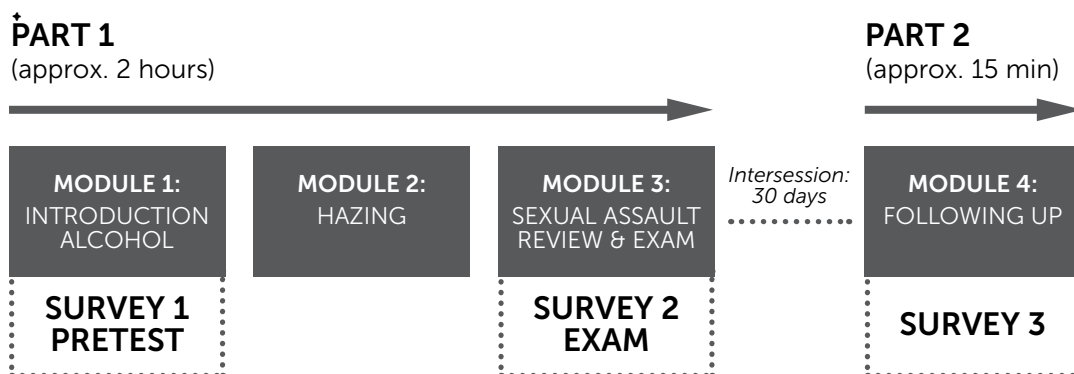 PART 1
(approx. 2 hours)
PART 2
(approx. 15 min)
MODULE 1:
INTRODUCTION
ALCOHOL
MODULE 2:
HAZING
MODULE 3:
SEXUAL ASSAULT
REVIEW & EXAM
Intersession:
30 days
MODULE 4:
FOLLOWING UP
SURVEY 1
PRETEST
SURVEY 2
EXAM
SURVEY 3